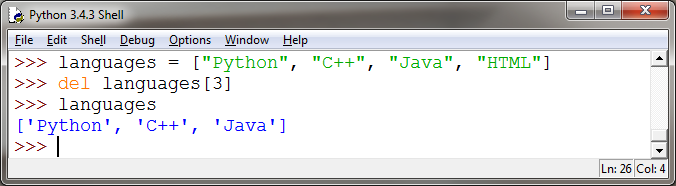 Python 3.4.3 Shell
File Edit Shell Debug Options Window Help
>>> languages = ["Python", "C++", "Java", "HTML"]
>>> del languages[3]
>>> languages
['Python', 'C++', 'Java']
>>>
Ln: 26 Col: 4